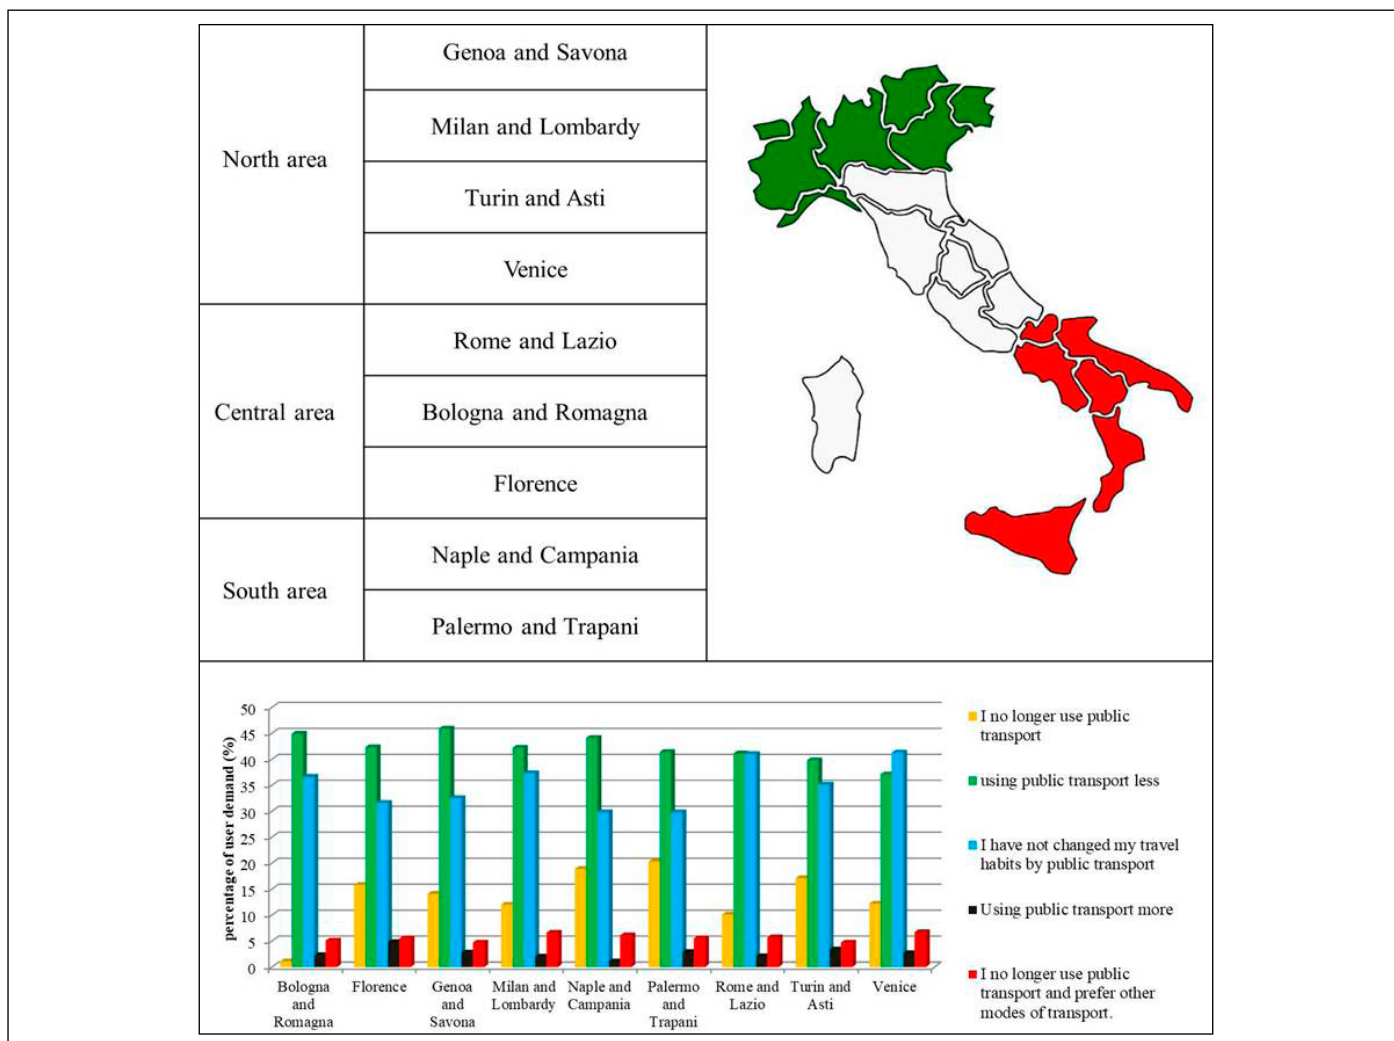 North area
Genoa and Savona
Milan and Lombardy
Turin and Asti
Venice
Central area
Rome and Lazio
Bologna and Romagna
Florence
South area
Naple and Campania
Palermo and Trapani
percentage of user demand (%)
50
45
40
35
30
25
20
15
10
5
0
Bologna
and
Romagna
Florence
Genoa
and
Savona
Milan and
Lombardy
Naple and
Campania
Palermo
and
Trapani
Rome and
Lazio
Turin and
Asti
Venice
I no longer use public
transport
using public transport less
I have not changed my travel
habits by public transport
Using public transport more
I no longer use public
transport and prefer other
modes of transport.